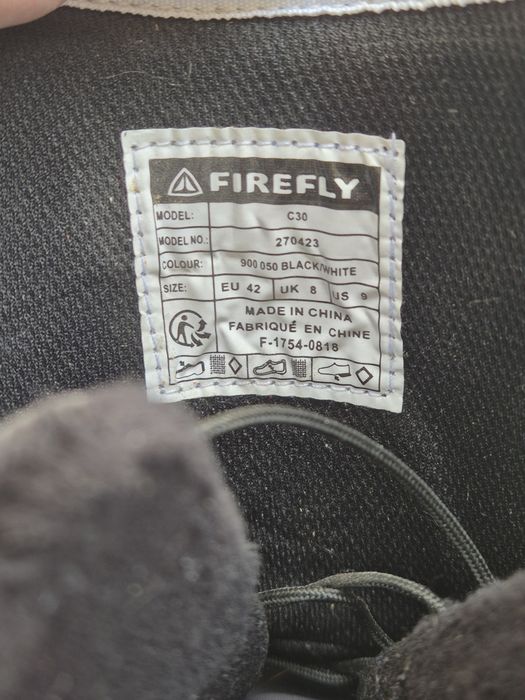 FIREFLY
MODEL: C30
MODEL NO.: 270423
COLOUR: 900 050 BLACK/WHITE
SIZE: EU 42 UK 8 US 9
MADE IN CHINA
FABRIQUÉ EN CHINE
F-1754-0818